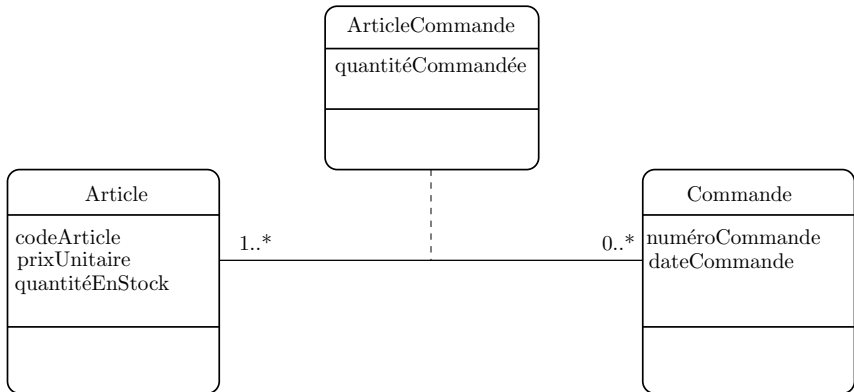 ArticleCommande
quantitéCommandée
Article
codeArticle
prixUnitaire
quantitéEnStock
1..*
0..*
Commande
numéroCommande
dateCommande